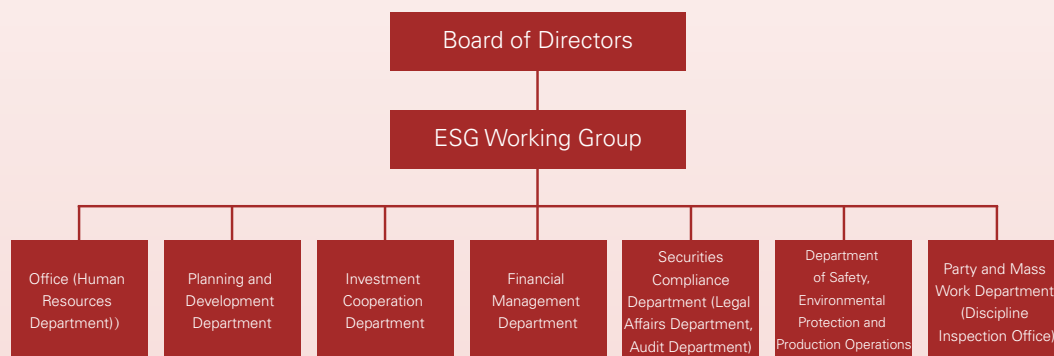 Board of Directors
ESG Working Group
Office (Human
Resources
Department))
Planning and
Development
Department
Investment
Cooperation
Department
Financial
Management
Department
Securities
Compliance
Department (Legal
Affairs Department,
Audit Department)
Department
of Safety,
Environmental
Protection and
Production Operations
Party and Mass
Work Department
(Discipline
Inspection Office)